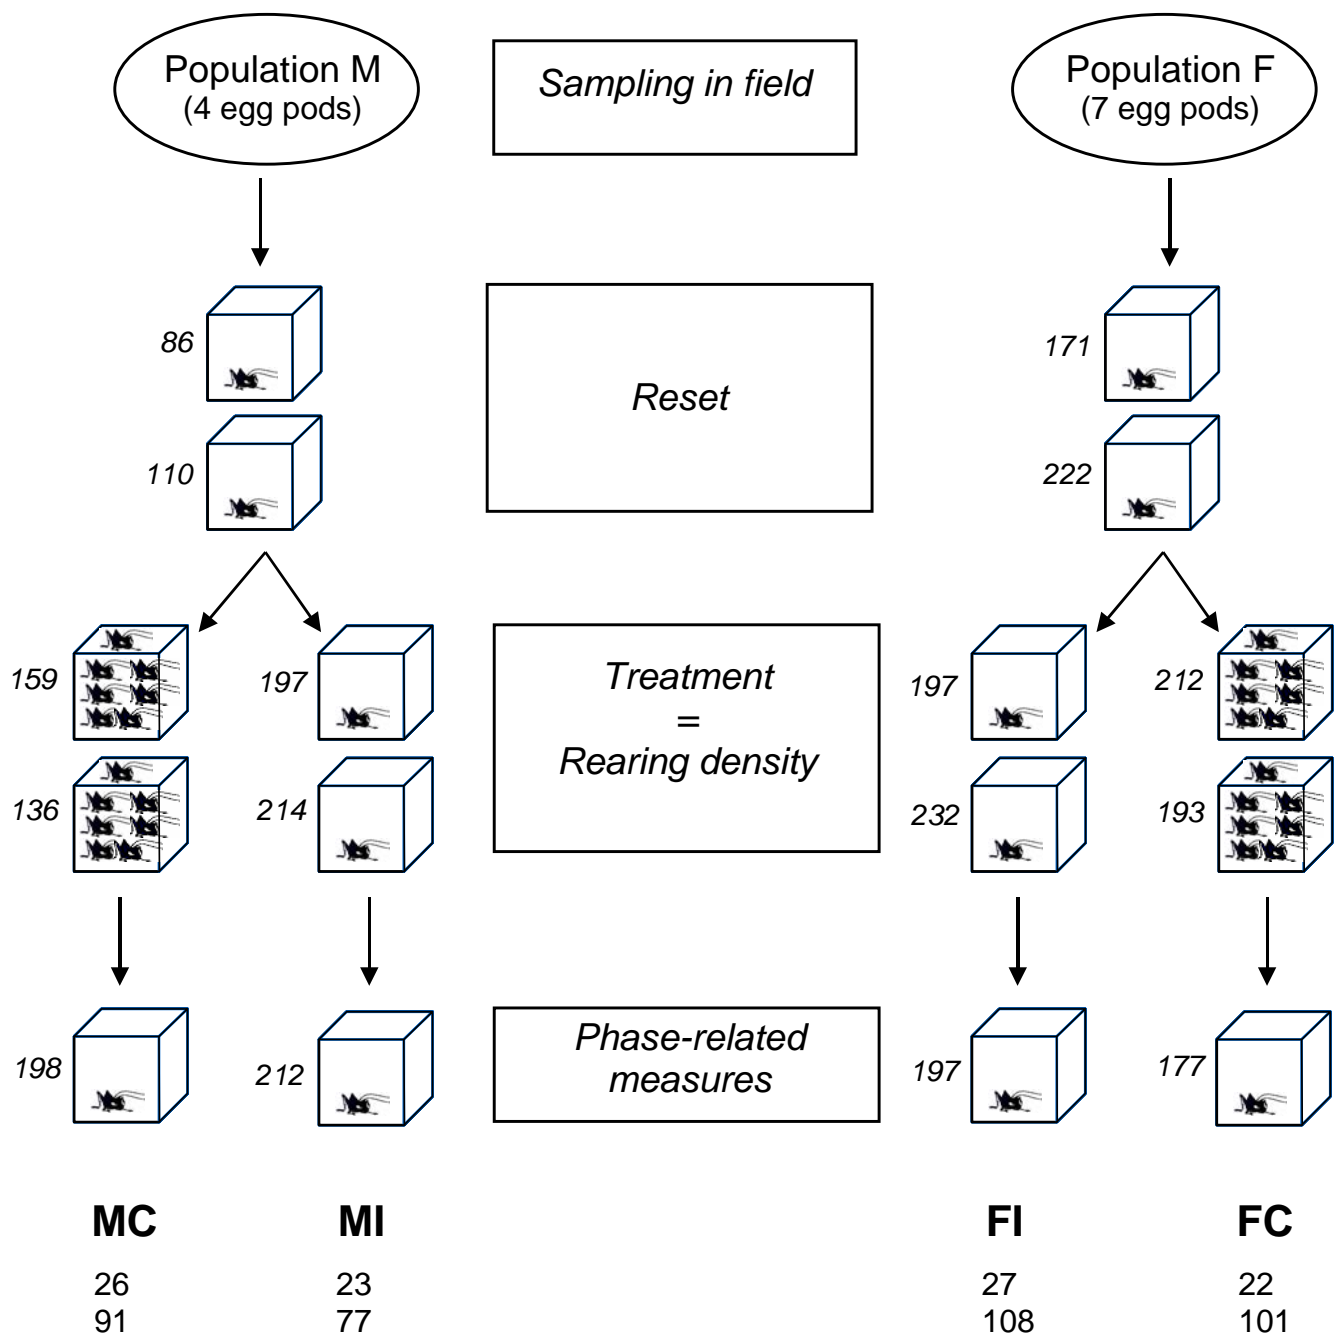 Population M
(4 egg pods)
Sampling in field
Population F
(7 egg pods)
86
171
Reset
110
222
159
197
Treatment
=
Rearing density
197
212
136
214
232
193
198
212
Phase-related
measures
197
177
MC
MI
FI
FC
26
23
27
22
91
77
108
101